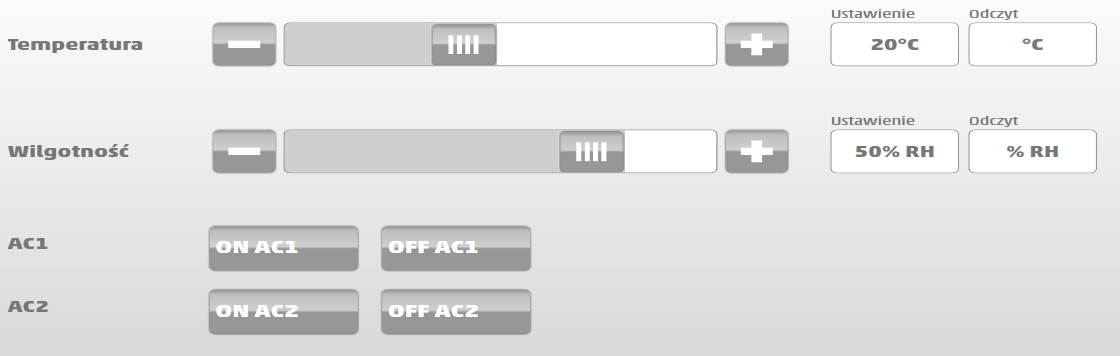 Ustawienie Odczyt
Temperatura 20°C °C
Ustawienie Odczyt
Wilgotność 50% RH % RH
AC1 ON AC1 OFF AC1
AC2 ON AC2 OFF AC2